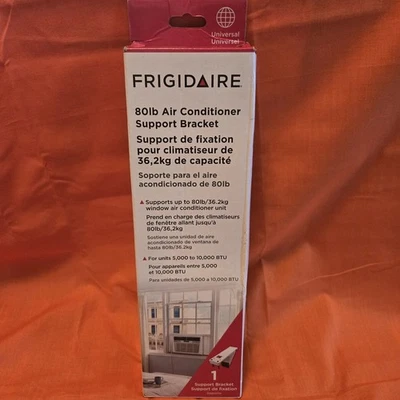 Universal
Universel
FRIGIDAIRE
80lb Air Conditioner
Support Bracket
Support de fixation
pour climatiseur de
36,2kg de capacité
Soporte para el aire
acondicionado de 80lb
Supports up to 80lb/36.2kg
window air conditioner unit
Prend en charge des climatiseurs
de fenêtre allant jusqu'à
80lb/36,2kg
Sostiene una unidad de aire
acondicionado de ventana de
hasta 80lb/36.2kg
For units 5,000 to 10,000 BTU
Pour appareils entre 5,000
et 10,000 BTU
Para unidades de 5,000 a 10,000 BTU
1
Support Bracket
Support de fixation